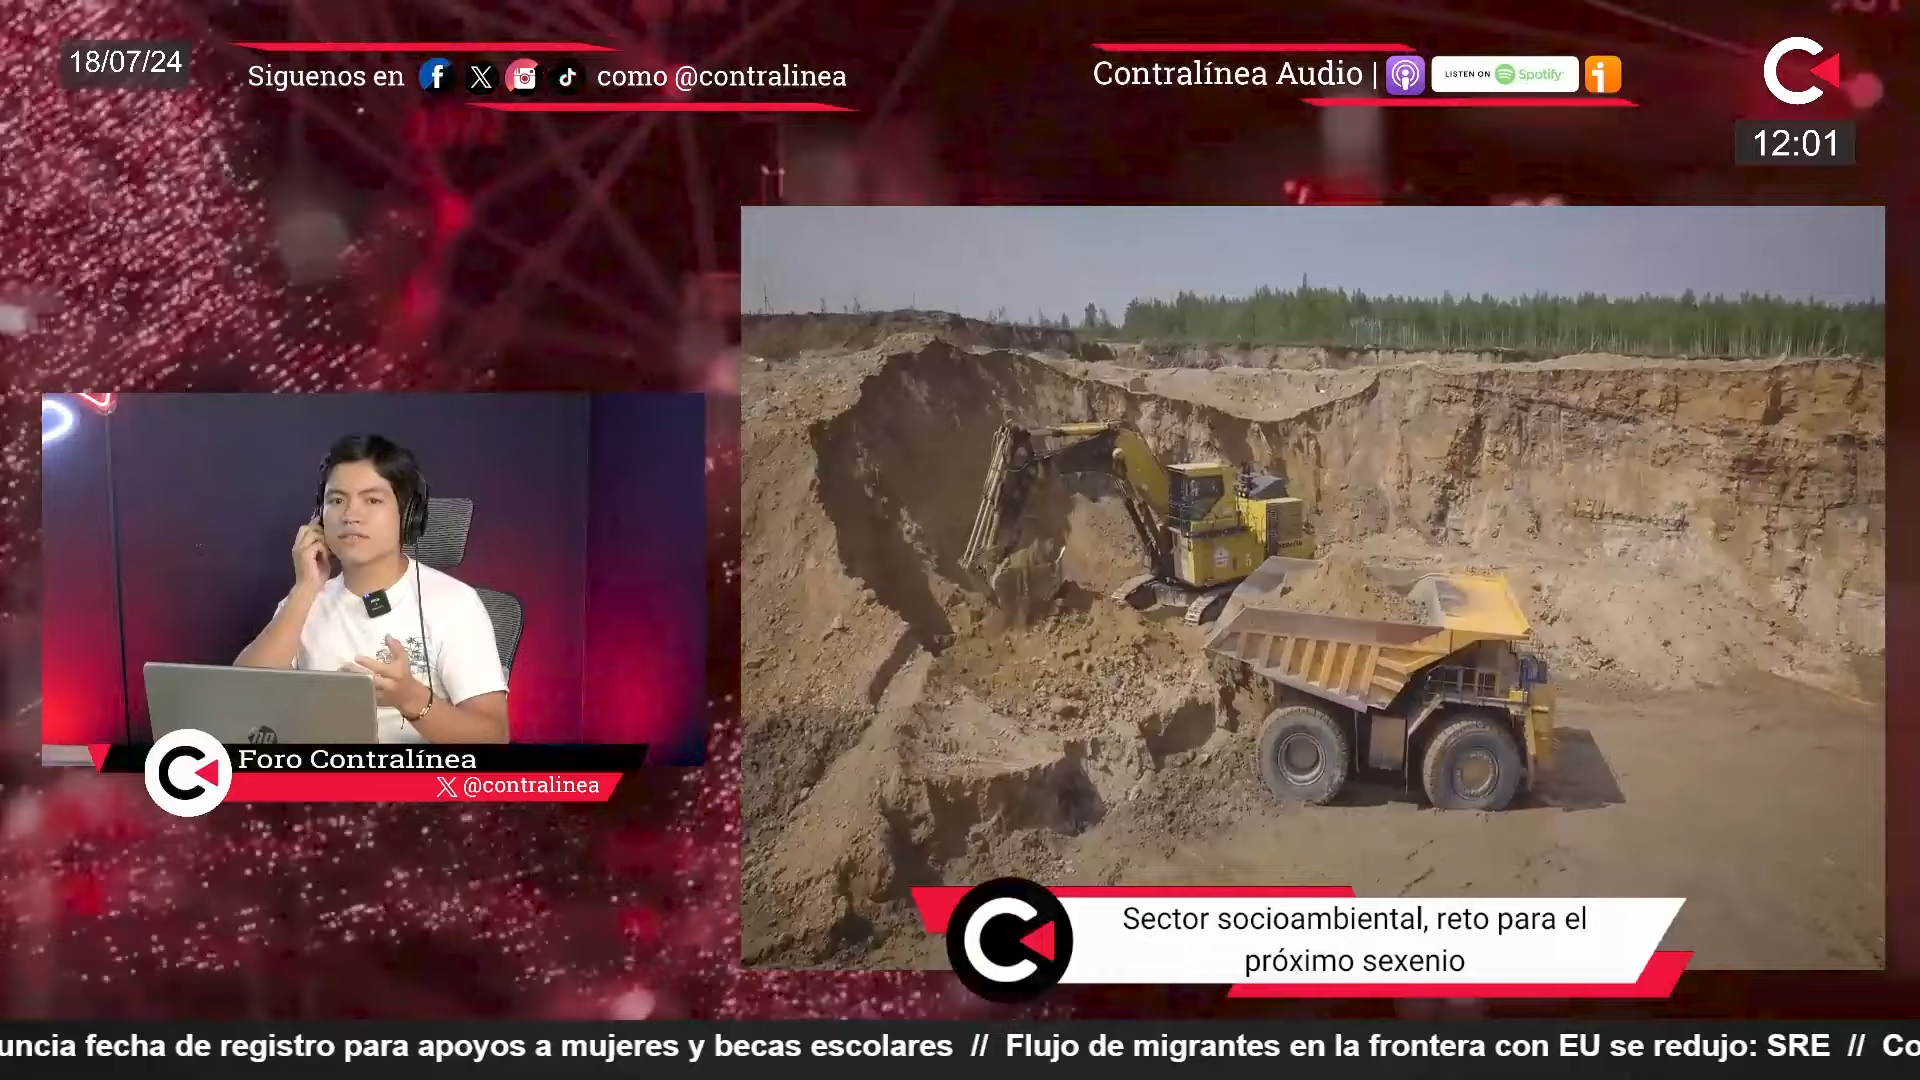 18/07/24
Siguenos en
como @contralinea
Contralínea Audio |
LISTEN ON Spotify
12:01
Foro Contralínea
@contralinea
Sector socioambiental, reto para el
próximo sexenio
uncia fecha de registro para apoyos a mujeres y becas escolares // Flujo de migrantes en la frontera con EU se redujo: SRE // Co